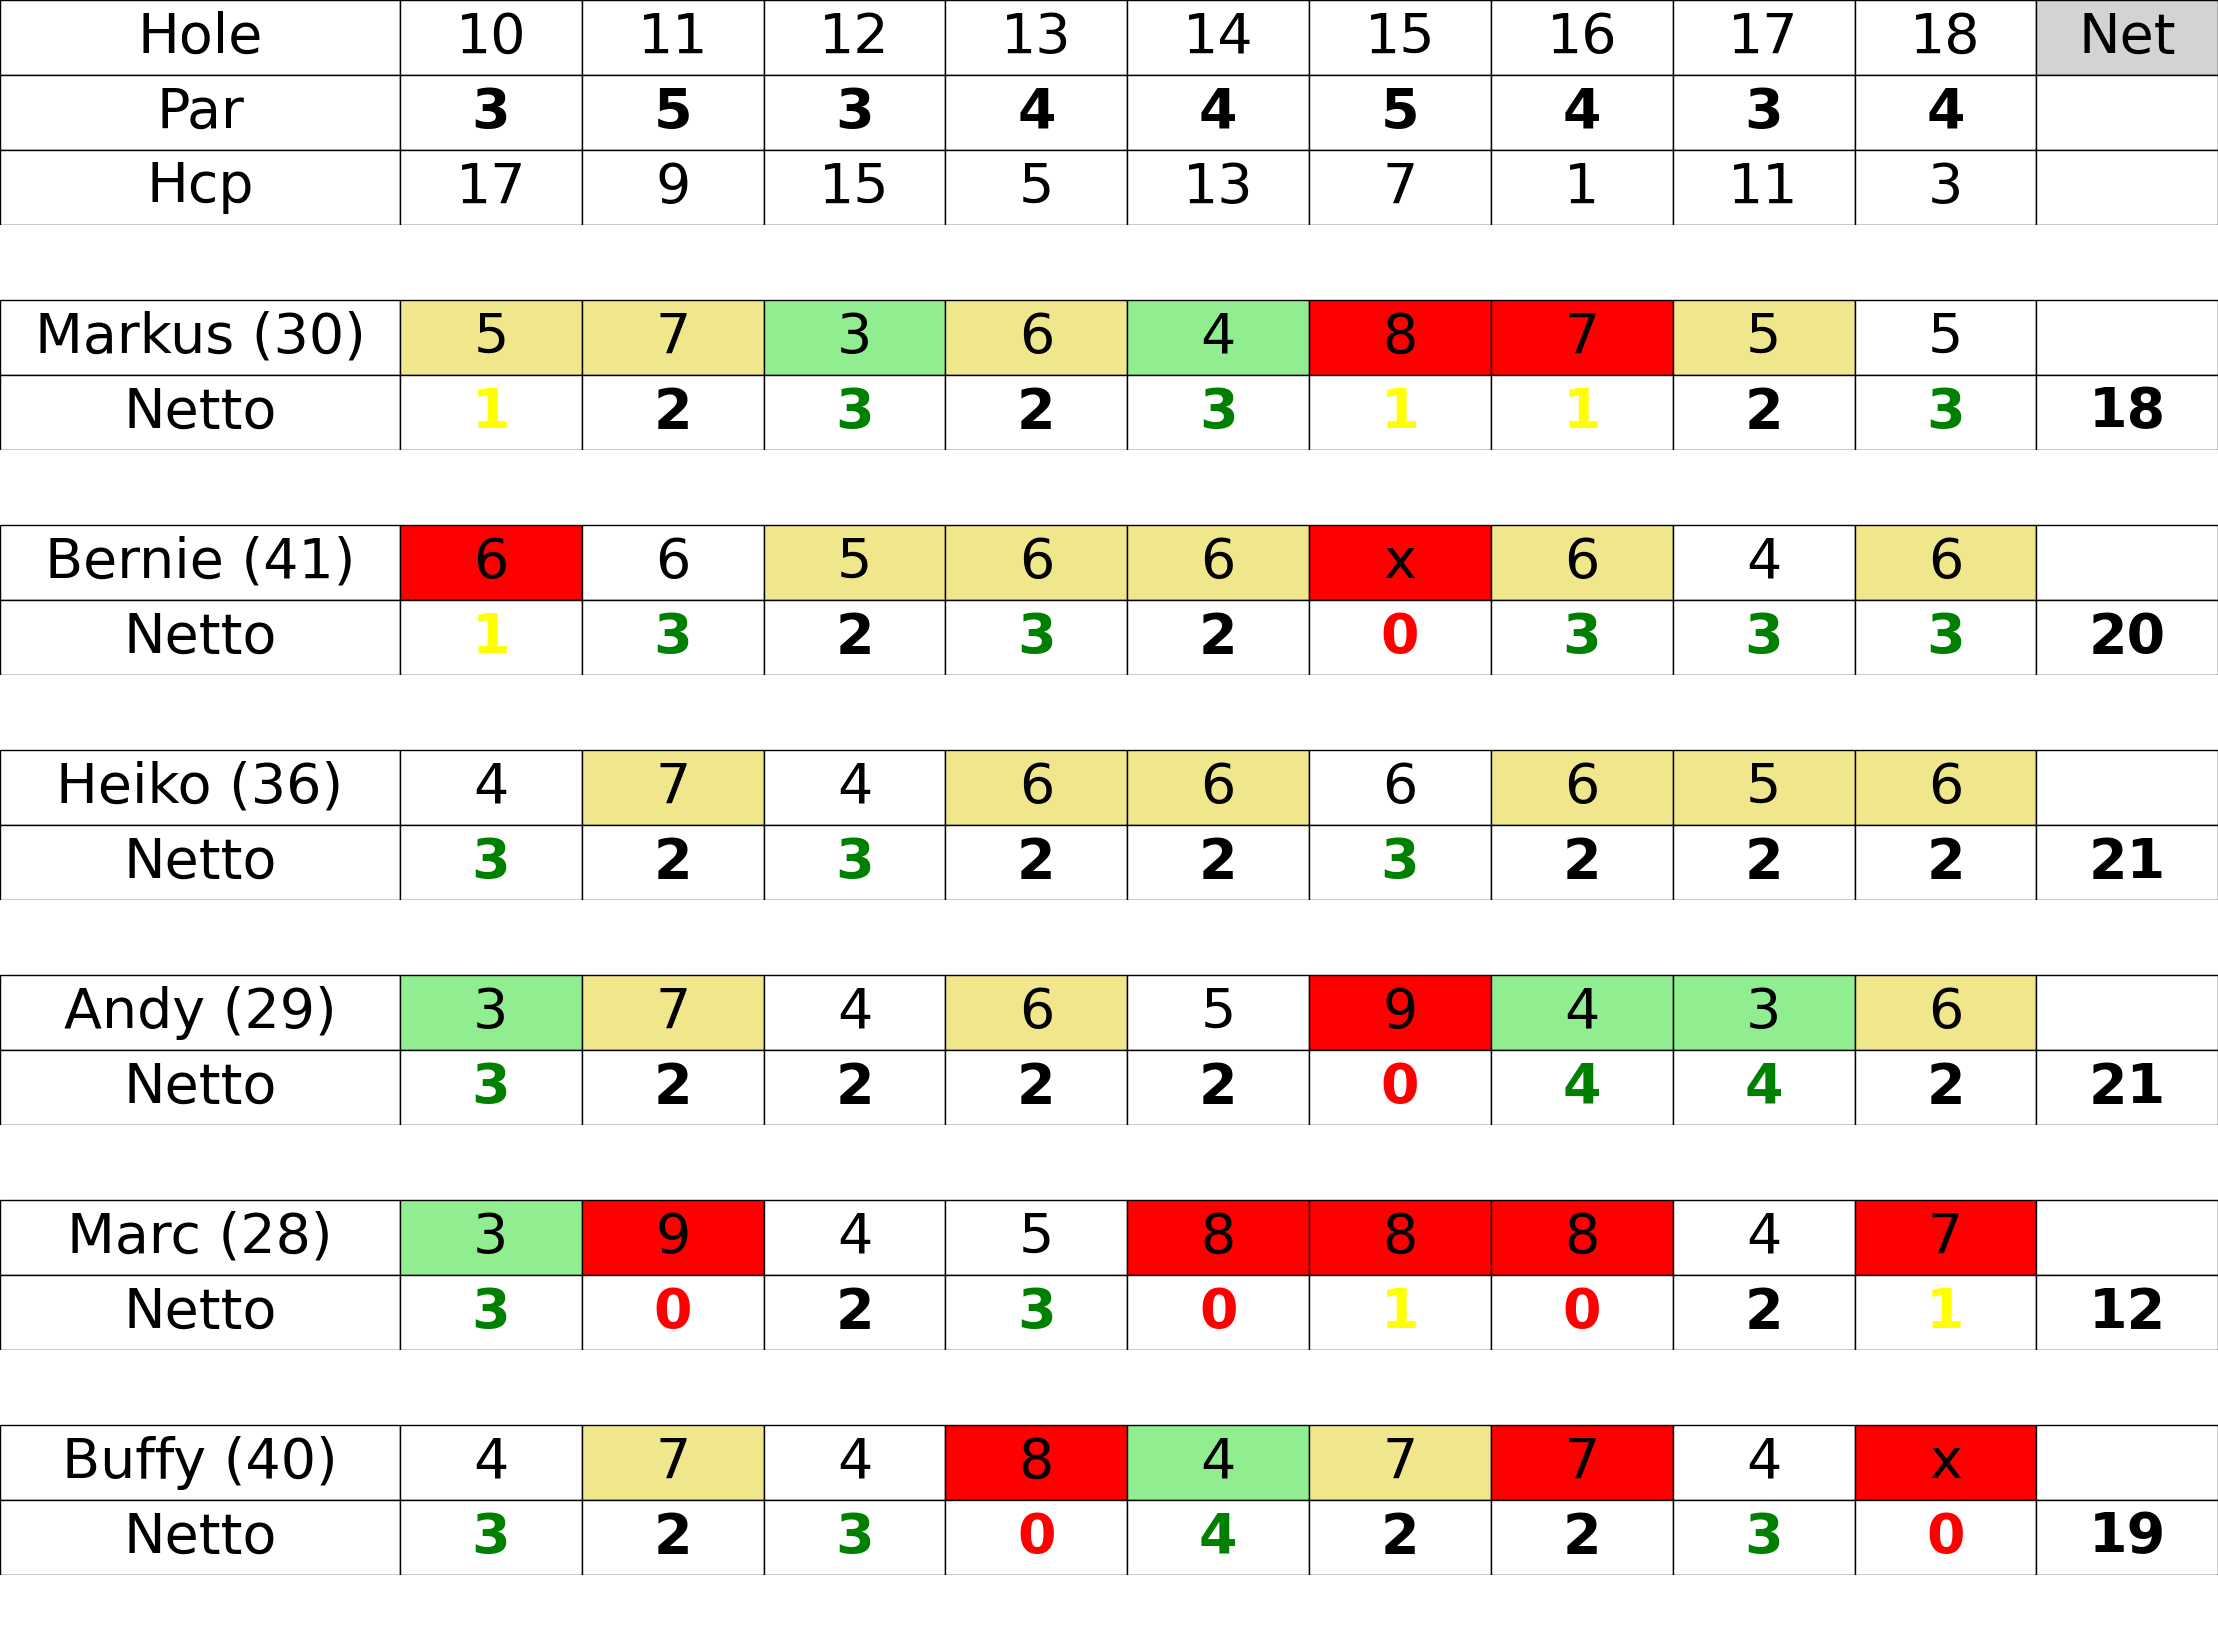 Hole 10 11 12 13 14 15 16 17 18 Net
Par 3 5 3 4 4 5 4 3 4
Hcp 17 9 15 5 13 7 1 11 3
Markus (30) 5 7 3 6 4 8 7 5 5
Netto 1 2 3 2 3 1 1 2 3 18
Bernie (41) 6 6 5 6 6 x 6 4 6
Netto 1 3 2 3 2 0 3 3 3 20
Heiko (36) 4 7 4 6 6 6 6 5 6
Netto 3 2 3 2 2 3 2 2 2 21
Andy (29) 3 7 4 6 5 9 4 3 6
Netto 3 2 2 2 2 0 4 4 2 21
Marc (28) 3 9 4 5 8 8 8 4 7
Netto 3 0 2 3 0 1 0 2 1 12
Buffy (40) 4 7 4 8 4 7 7 4 x
Netto 3 2 3 0 4 2 2 3 0 19